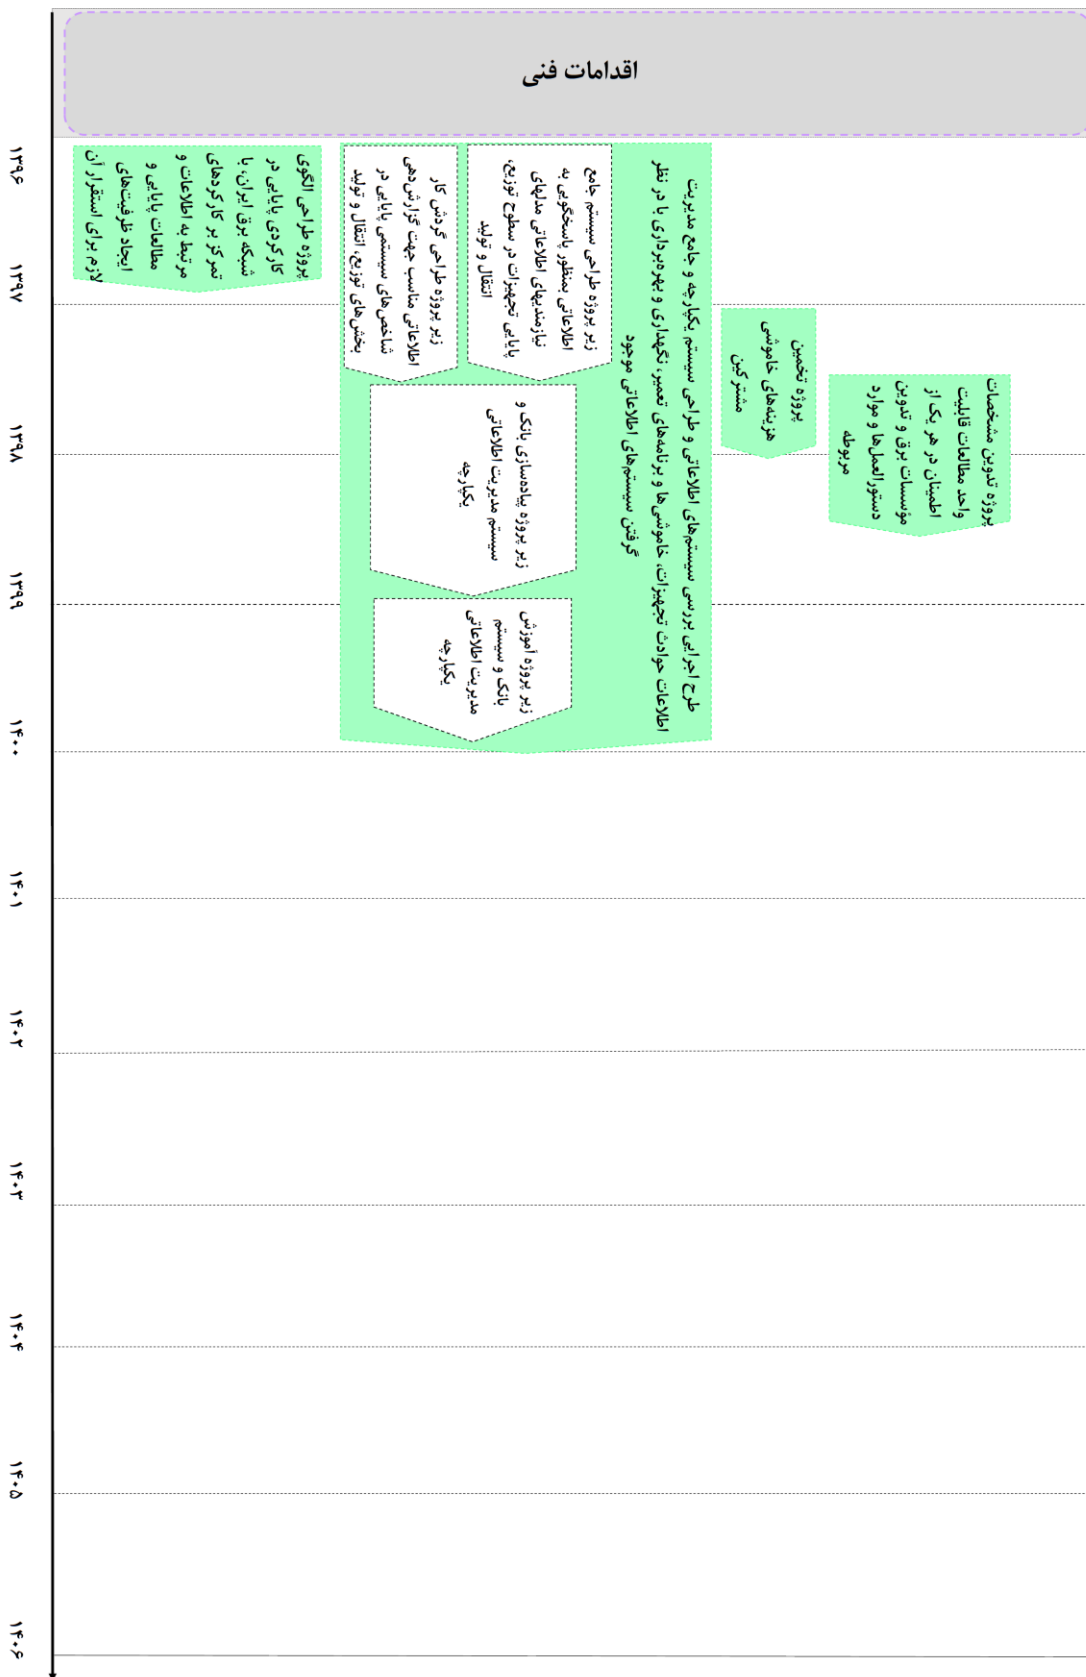 اقدامات فنی
۱۳۹۶
۱۳۹۷
۱۳۹۸
۱۳۹۹
۱۴۰۰
۱۴۰۱
۱۴۰۲
۱۴۰۳
۱۴۰۴
۱۴۰۵
۱۴۰۶
پروژه تدوین مشخصات
واحد مطالعات قابلیت
اطمینان در هر یک از
مؤسسات برق و تدوین
دستورالعمل‌ها و موارد
مربوطه
پروژه تخمین
هزینه‌های خاموشی
مشترکین
طرح اجرایی بررسی سیستم‌های اطلاعاتی و طراحی سیستم یکپارچه و جامع مدیریت
اطلاعات حوادث تجهیزات، خاموشی‌ها و برنامه‌های تعمیر، نگهداری و بهره‌برداری با در نظر
گرفتن سیستم‌های اطلاعاتی موجود
زیر پروژه طراحی سیستم جامع
اطلاعاتی بمنظور پاسخگویی به
نیازمندیهای اطلاعاتی مدلهای
پایایی تجهیزات در سطوح توزیع،
انتقال و تولید
زیر پروژه طراحی گردش کار
اطلاعاتی مناسب جهت گزارش‌دهی
شاخص‌های سیستمی پایایی در
بخش‌های توزیع، انتقال و تولید
زیر پروژه پیاده‌سازی بانک و
سیستم مدیریت اطلاعاتی
یکپارچه
زیر پروژه آموزش
بانک و سیستم
مدیریت اطلاعاتی
یکپارچه
پروژه طراحی الگوی
کارکردی پایایی در
شبکه برق ایران، با
تمرکز بر کارکردهای
مرتبط به اطلاعات و
مطالعات پایایی و
ایجاد ظرفیت‌های
لازم برای استقرار آن